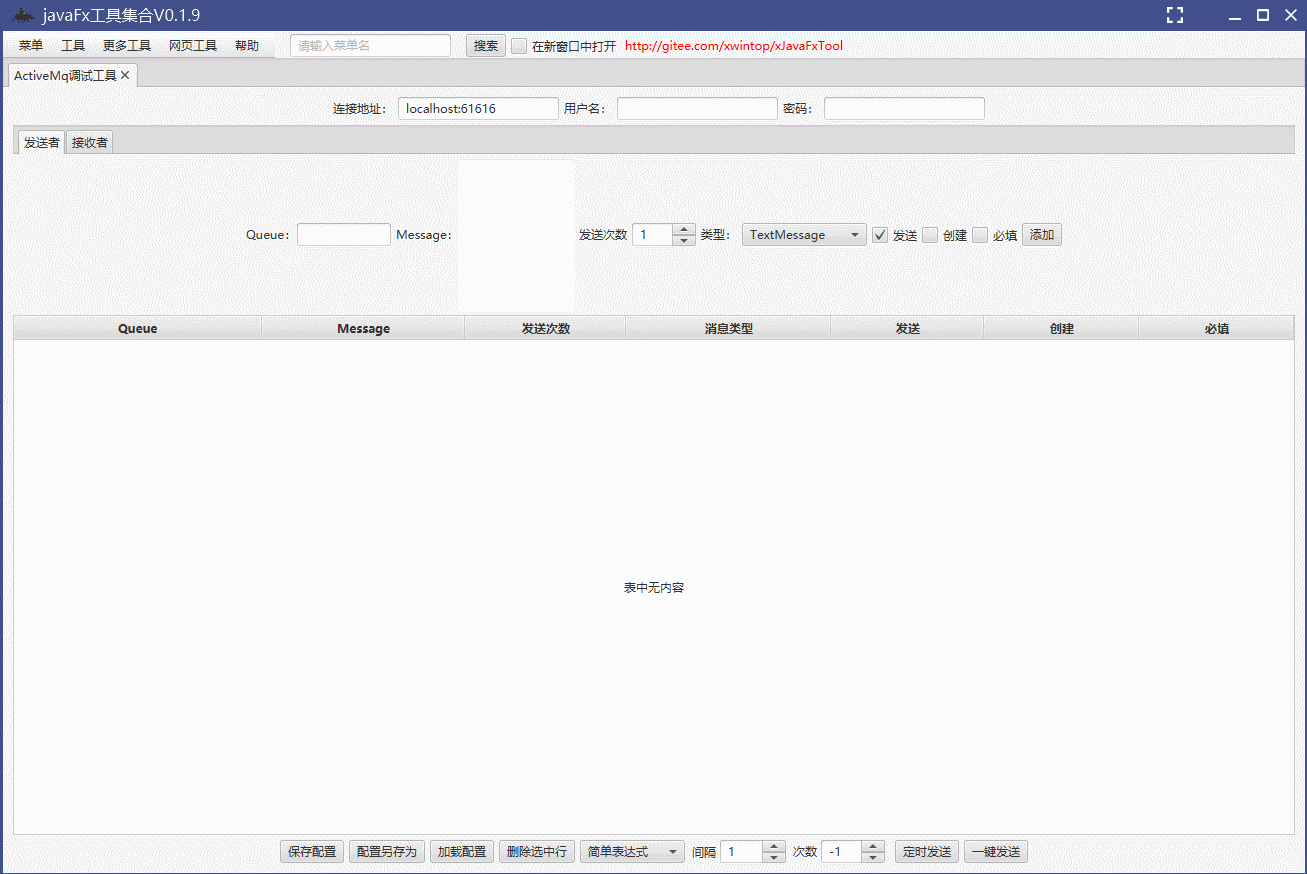 javaFx工具集合V0.1.9
菜单 工具 更多工具 网页工具 帮助 请输入菜单名 搜索 在新窗口中打开 http://gitee.com/xwintop/xJavaFxTool
ActiveMq调试工具
连接地址： localhost:61616 用户名： 密码：
发送者 接收者
Queue： Message： 发送次数 1 类型： TextMessage 发送 创建 必填 添加
Queue Message 发送次数 消息类型 发送 创建 必填
表中无内容
保存配置 配置另存为 加载配置 删除选中行 简单表达式 间隔 1 次数 -1 定时发送 一键发送